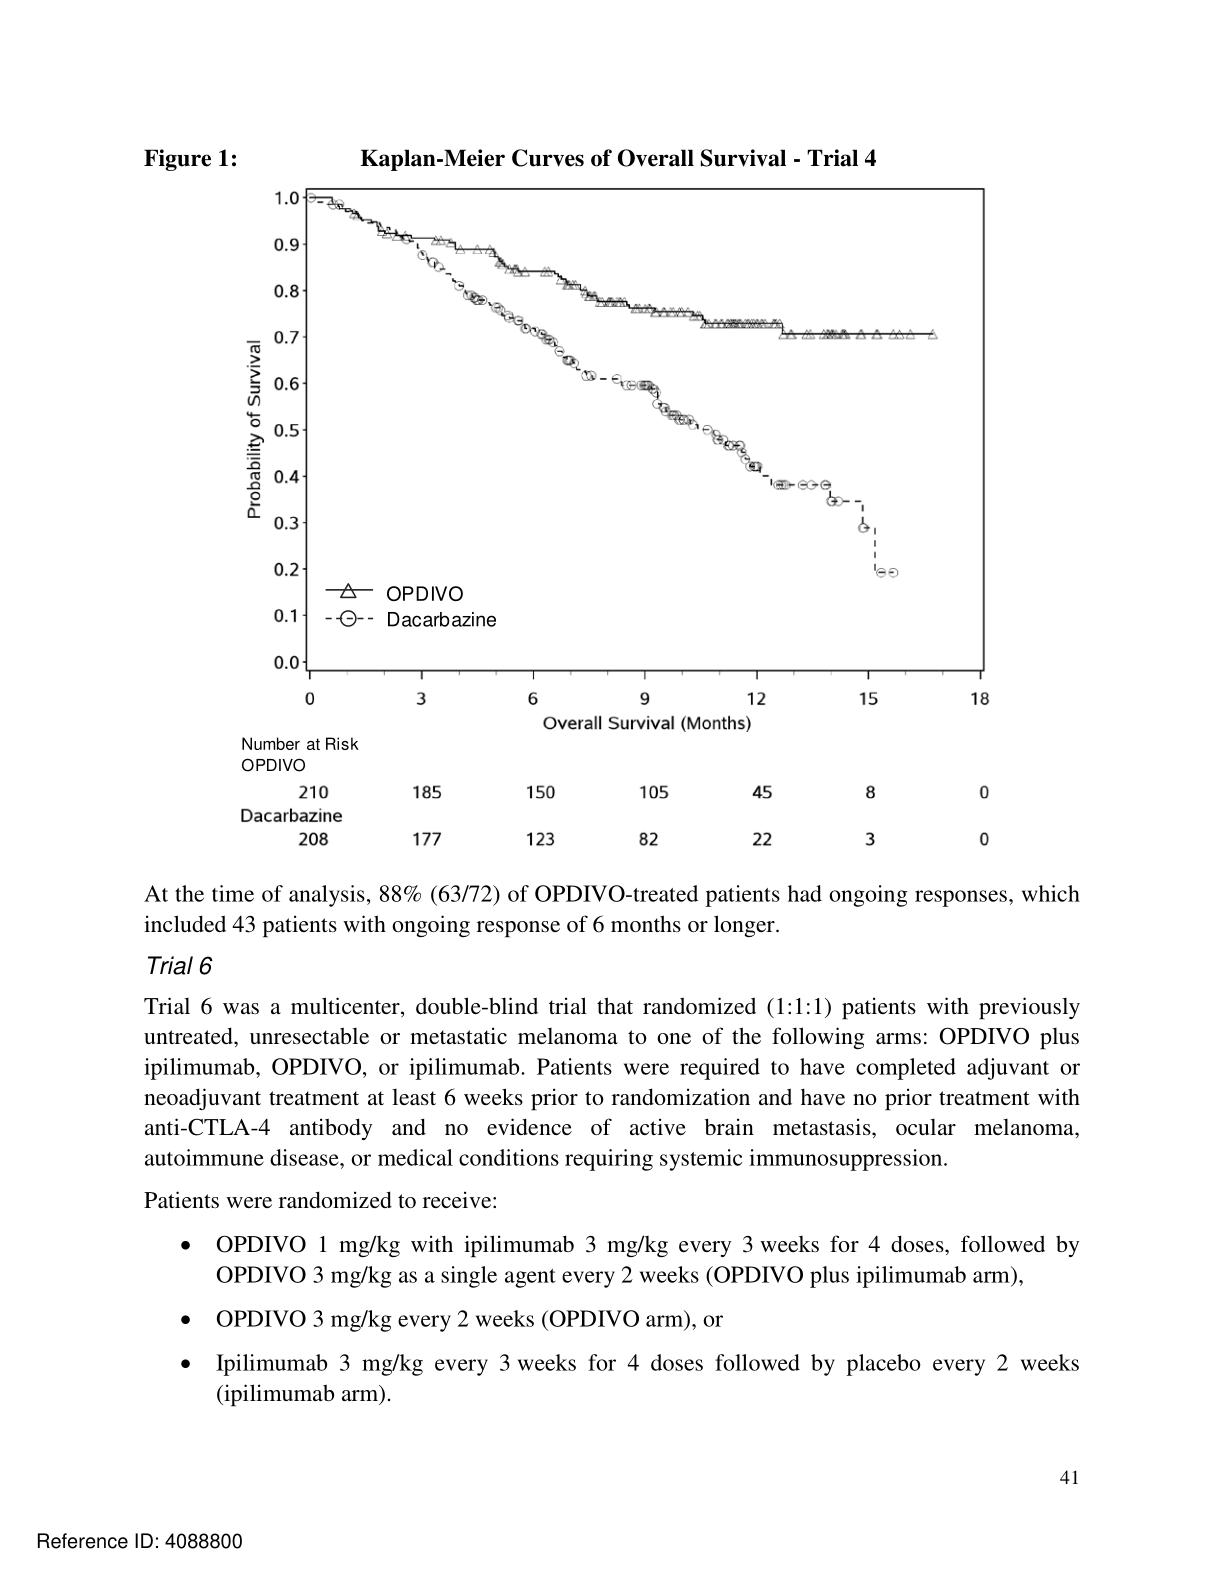 Figure 1: Kaplan-Meier Curves of Overall Survival - Trial 4
1.0
0.9
0.8
0.7
0.6
0.5
0.4
0.3
0.2
0.1
0.0
Probability of Survival
OPDIVO
Dacarbazine
0 3 6 9 12 15 18
Overall Survival (Months)
Number at Risk
OPDIVO
210 185 150 105 45 8 0
Dacarbazine
208 177 123 82 22 3 0
At the time of analysis, 88% (63/72) of OPDIVO-treated patients had ongoing responses, which
included 43 patients with ongoing response of 6 months or longer.
Trial 6
Trial 6 was a multicenter, double-blind trial that randomized (1:1:1) patients with previously
untreated, unresectable or metastatic melanoma to one of the following arms: OPDIVO plus
ipilimumab, OPDIVO, or ipilimumab. Patients were required to have completed adjuvant or
neoadjuvant treatment at least 6 weeks prior to randomization and have no prior treatment with
anti-CTLA-4 antibody and no evidence of active brain metastasis, ocular melanoma,
autoimmune disease, or medical conditions requiring systemic immunosuppression.
Patients were randomized to receive:
• OPDIVO 1 mg/kg with ipilimumab 3 mg/kg every 3 weeks for 4 doses, followed by
OPDIVO 3 mg/kg as a single agent every 2 weeks (OPDIVO plus ipilimumab arm),
• OPDIVO 3 mg/kg every 2 weeks (OPDIVO arm), or
• Ipilimumab 3 mg/kg every 3 weeks for 4 doses followed by placebo every 2 weeks
(ipilimumab arm).
41
Reference ID: 4088800